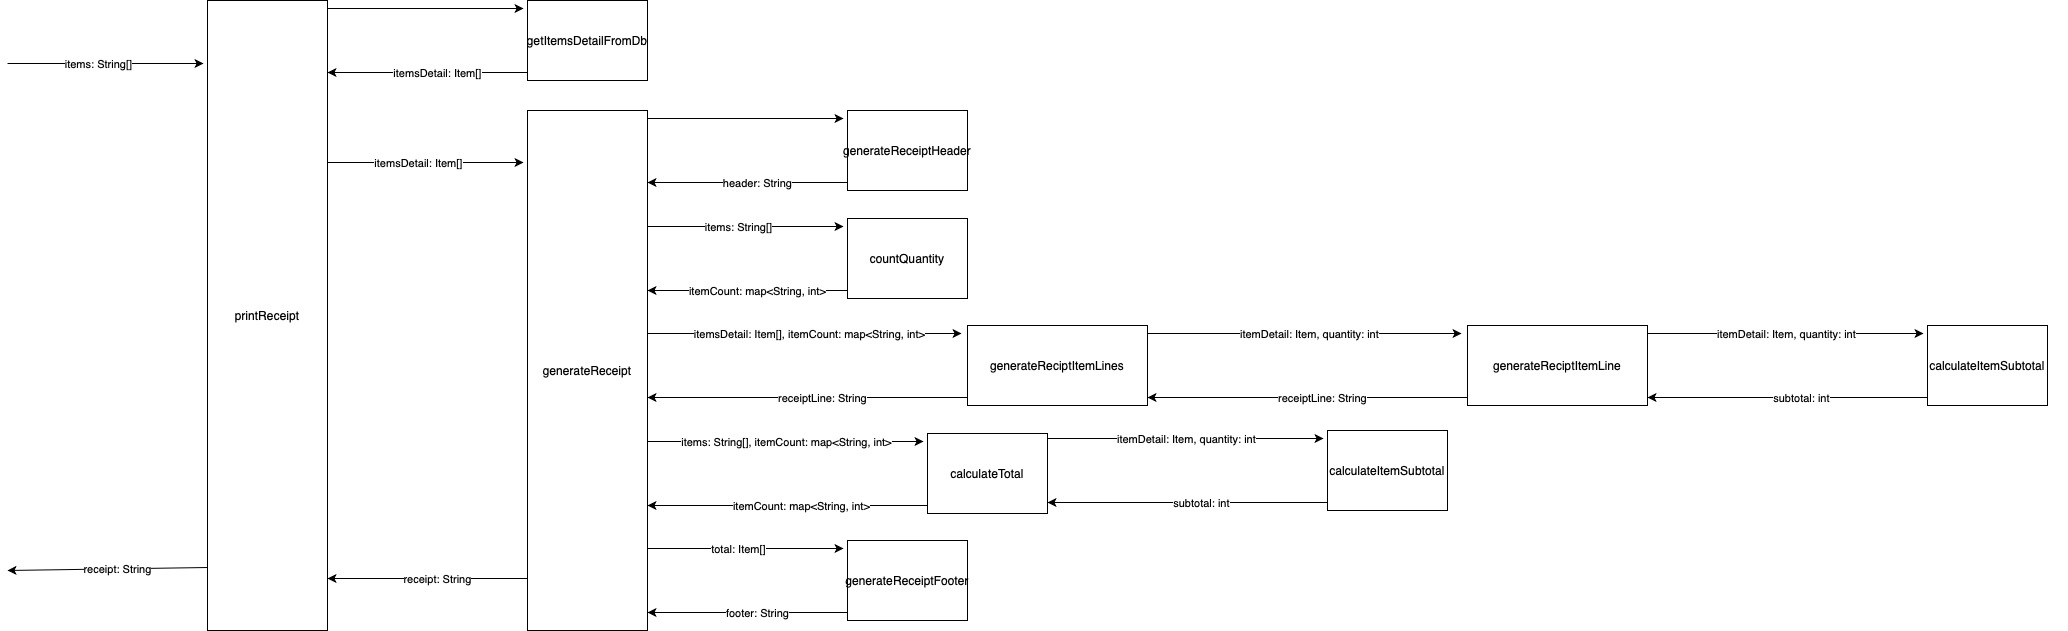 getItemsDetailFromDb
items: String[]
itemsDetail: Item[]
generateReceiptHeader
itemsDetail: Item[]
header: String
items: String[]
countQuantity
itemCount: map<String, int>
printReceipt
itemsDetail: Item[], itemCount: map<String, int>
itemDetail: Item, quantity: int
itemDetail: Item, quantity: int
generateReceipt
generateReciptItemLines
generateReciptItemLine
calculateItemSubtotal
receiptLine: String
receiptLine: String
subtotal: int
items: String[], itemCount: map<String, int>
itemDetail: Item, quantity: int
calculateTotal
calculateItemSubtotal
itemCount: map<String, int>
subtotal: int
total: Item[]
receipt: String
receipt: String
generateReceiptFooter
footer: String